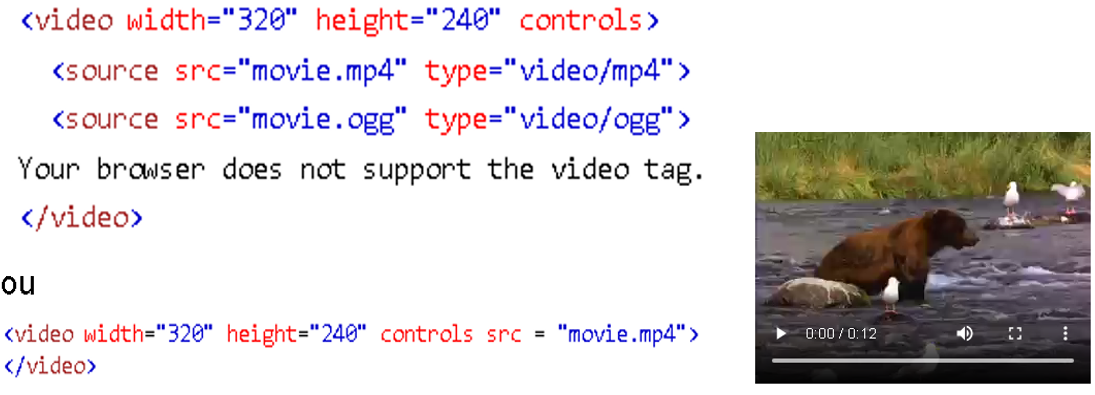 <video width="320" height="240" controls>
<source src="movie.mp4" type="video/mp4">
<source src="movie.ogg" type="video/ogg">
Your browser does not support the video tag.
</video>
ou
<video width="320" height="240" controls src = "movie.mp4">
</video>
0:00 / 0:12